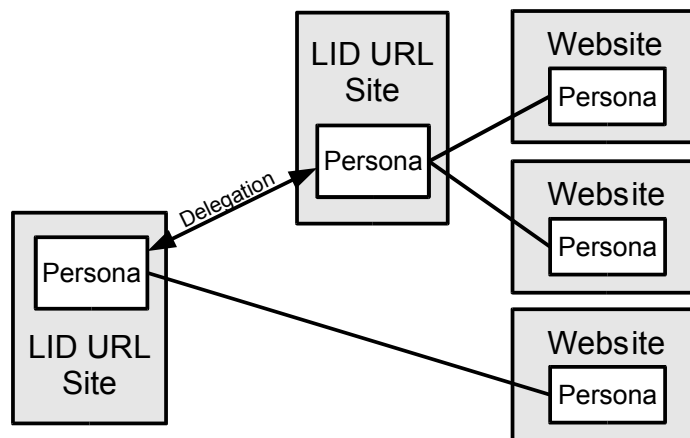 LID URL
Site
Persona
Delegation
Persona
LID URL
Site
Website
Persona
Website
Persona
Website
Persona